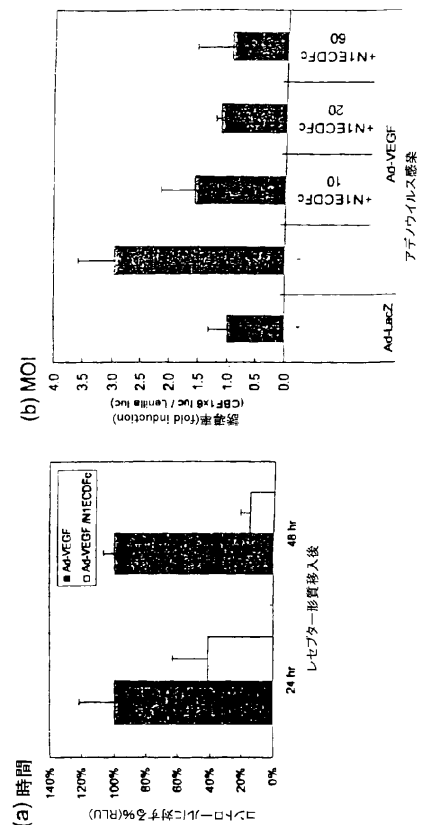 (a) 時間
コントロールに対する%(RLU)
140%
120%
100%
80%
60%
40%
20%
0%
■ Ad-VEGF
□ Ad-VEGF/N1ECDFc
24 hr
48 hr
レセプター形質移入後
(b) MOI
誘導率(fold induction)
(CBF1x6 luc / Lenilla luc)
4.0
3.5
3.0
2.5
2.0
1.5
1.0
0.5
0.0
-
-
10
+N1ECDFc
20
+N1ECDFc
60
+N1ECDFc
Ad-LacZ
Ad-VEGF
アデノウイルス感染